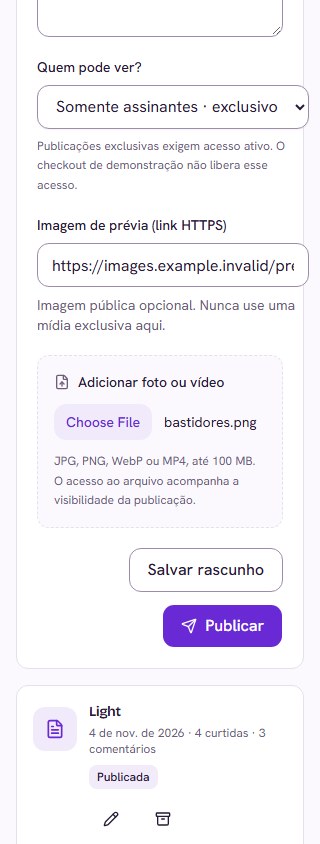 Quem pode ver?
Somente assinantes · exclusivo
Publicações exclusivas exigem acesso ativo. O
checkout de demonstração não libera esse
acesso.
Imagem de prévia (link HTTPS)
https://images.example.invalid/pre
Imagem pública opcional. Nunca use uma
mídia exclusiva aqui.
Adicionar foto ou vídeo
Choose File bastidores.png
JPG, PNG, WebP ou MP4, até 100 MB.
O acesso ao arquivo acompanha a
visibilidade da publicação.
Salvar rascunho
Publicar
Light
4 de nov. de 2026 · 4 curtidas · 3
comentários
Publicada